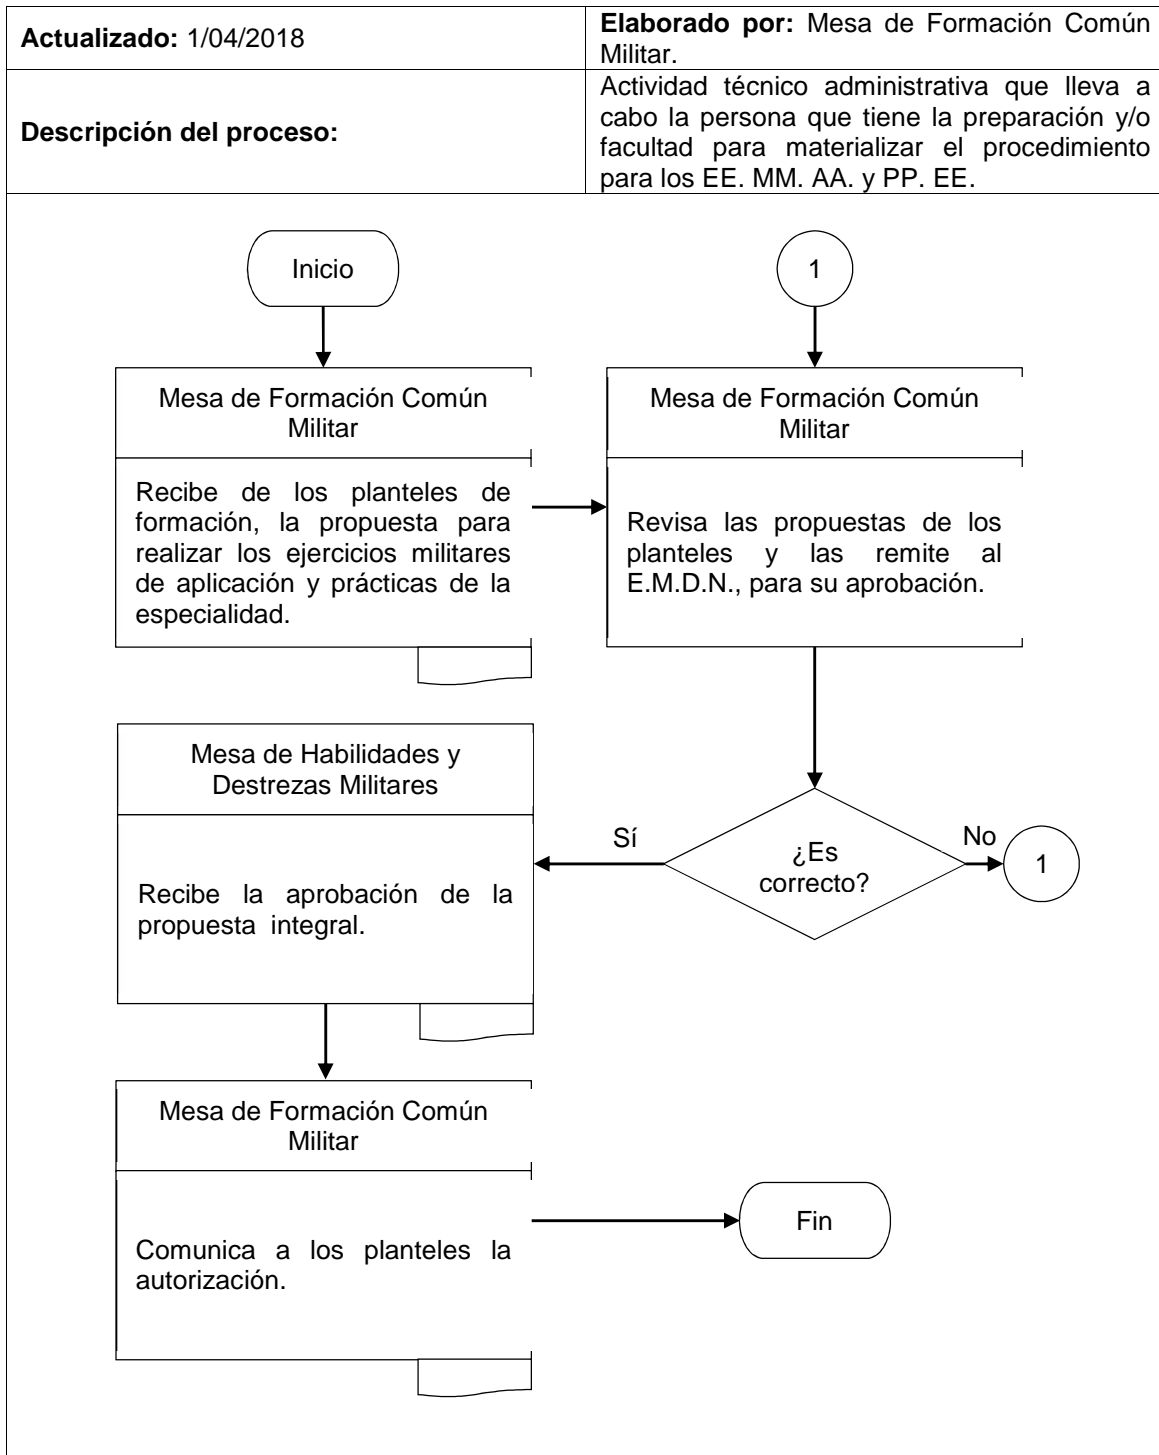 Actualizado: 1/04/2018
Elaborado por: Mesa de Formación Común
Militar.
Descripción del proceso:
Actividad técnico administrativa que lleva a
cabo la persona que tiene la preparación y/o
facultad para materializar el procedimiento
para los EE. MM. AA. y PP. EE.
Inicio
1
Mesa de Formación Común
Militar
Recibe de los planteles de
formación, la propuesta para
realizar los ejercicios militares
de aplicación y prácticas de la
especialidad.
Mesa de Formación Común
Militar
Revisa las propuestas de los
planteles y las remite al
E.M.D.N., para su aprobación.
¿Es
correcto?
Sí
No
1
Mesa de Habilidades y
Destrezas Militares
Recibe la aprobación de la
propuesta integral.
Mesa de Formación Común
Militar
Comunica a los planteles la
autorización.
Fin